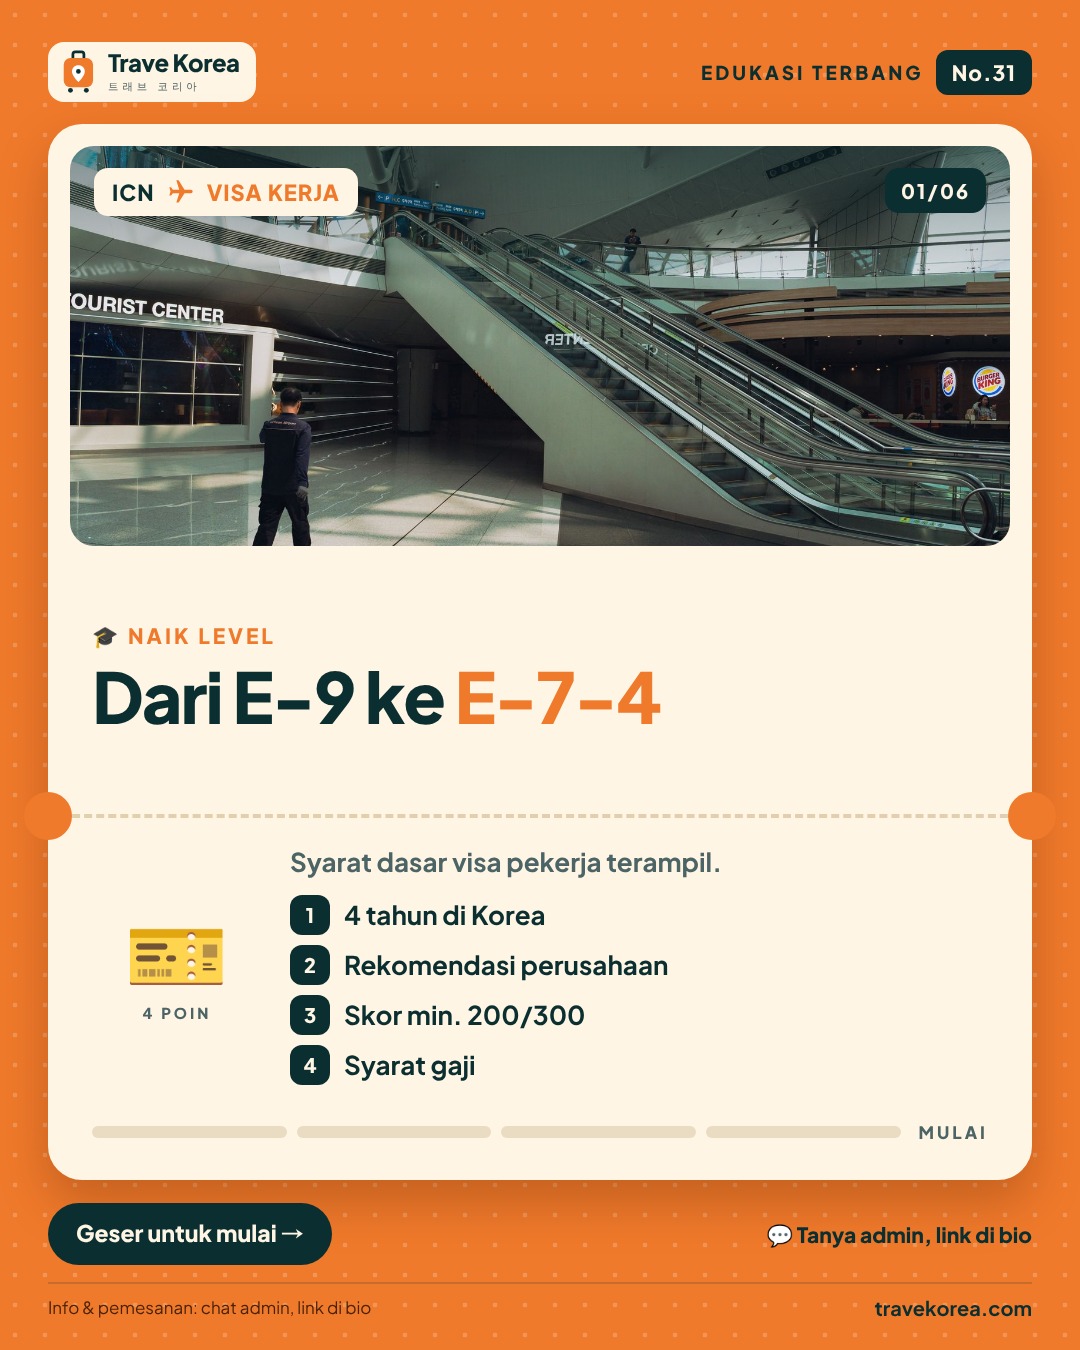 Trave Korea
트래브 코리아
EDUKASI TERBANG
No.31
ICN ✈ VISA KERJA
01/06
TOURIST CENTER
BURGER KING
🎓 NAIK LEVEL
Dari E-9 ke E-7-4
Syarat dasar visa pekerja terampil.
1 4 tahun di Korea
2 Rekomendasi perusahaan
3 Skor min. 200/300
4 Syarat gaji
4 POIN
MULAI
Geser untuk mulai →
💬 Tanya admin, link di bio
Info & pemesanan: chat admin, link di bio
travekorea.com